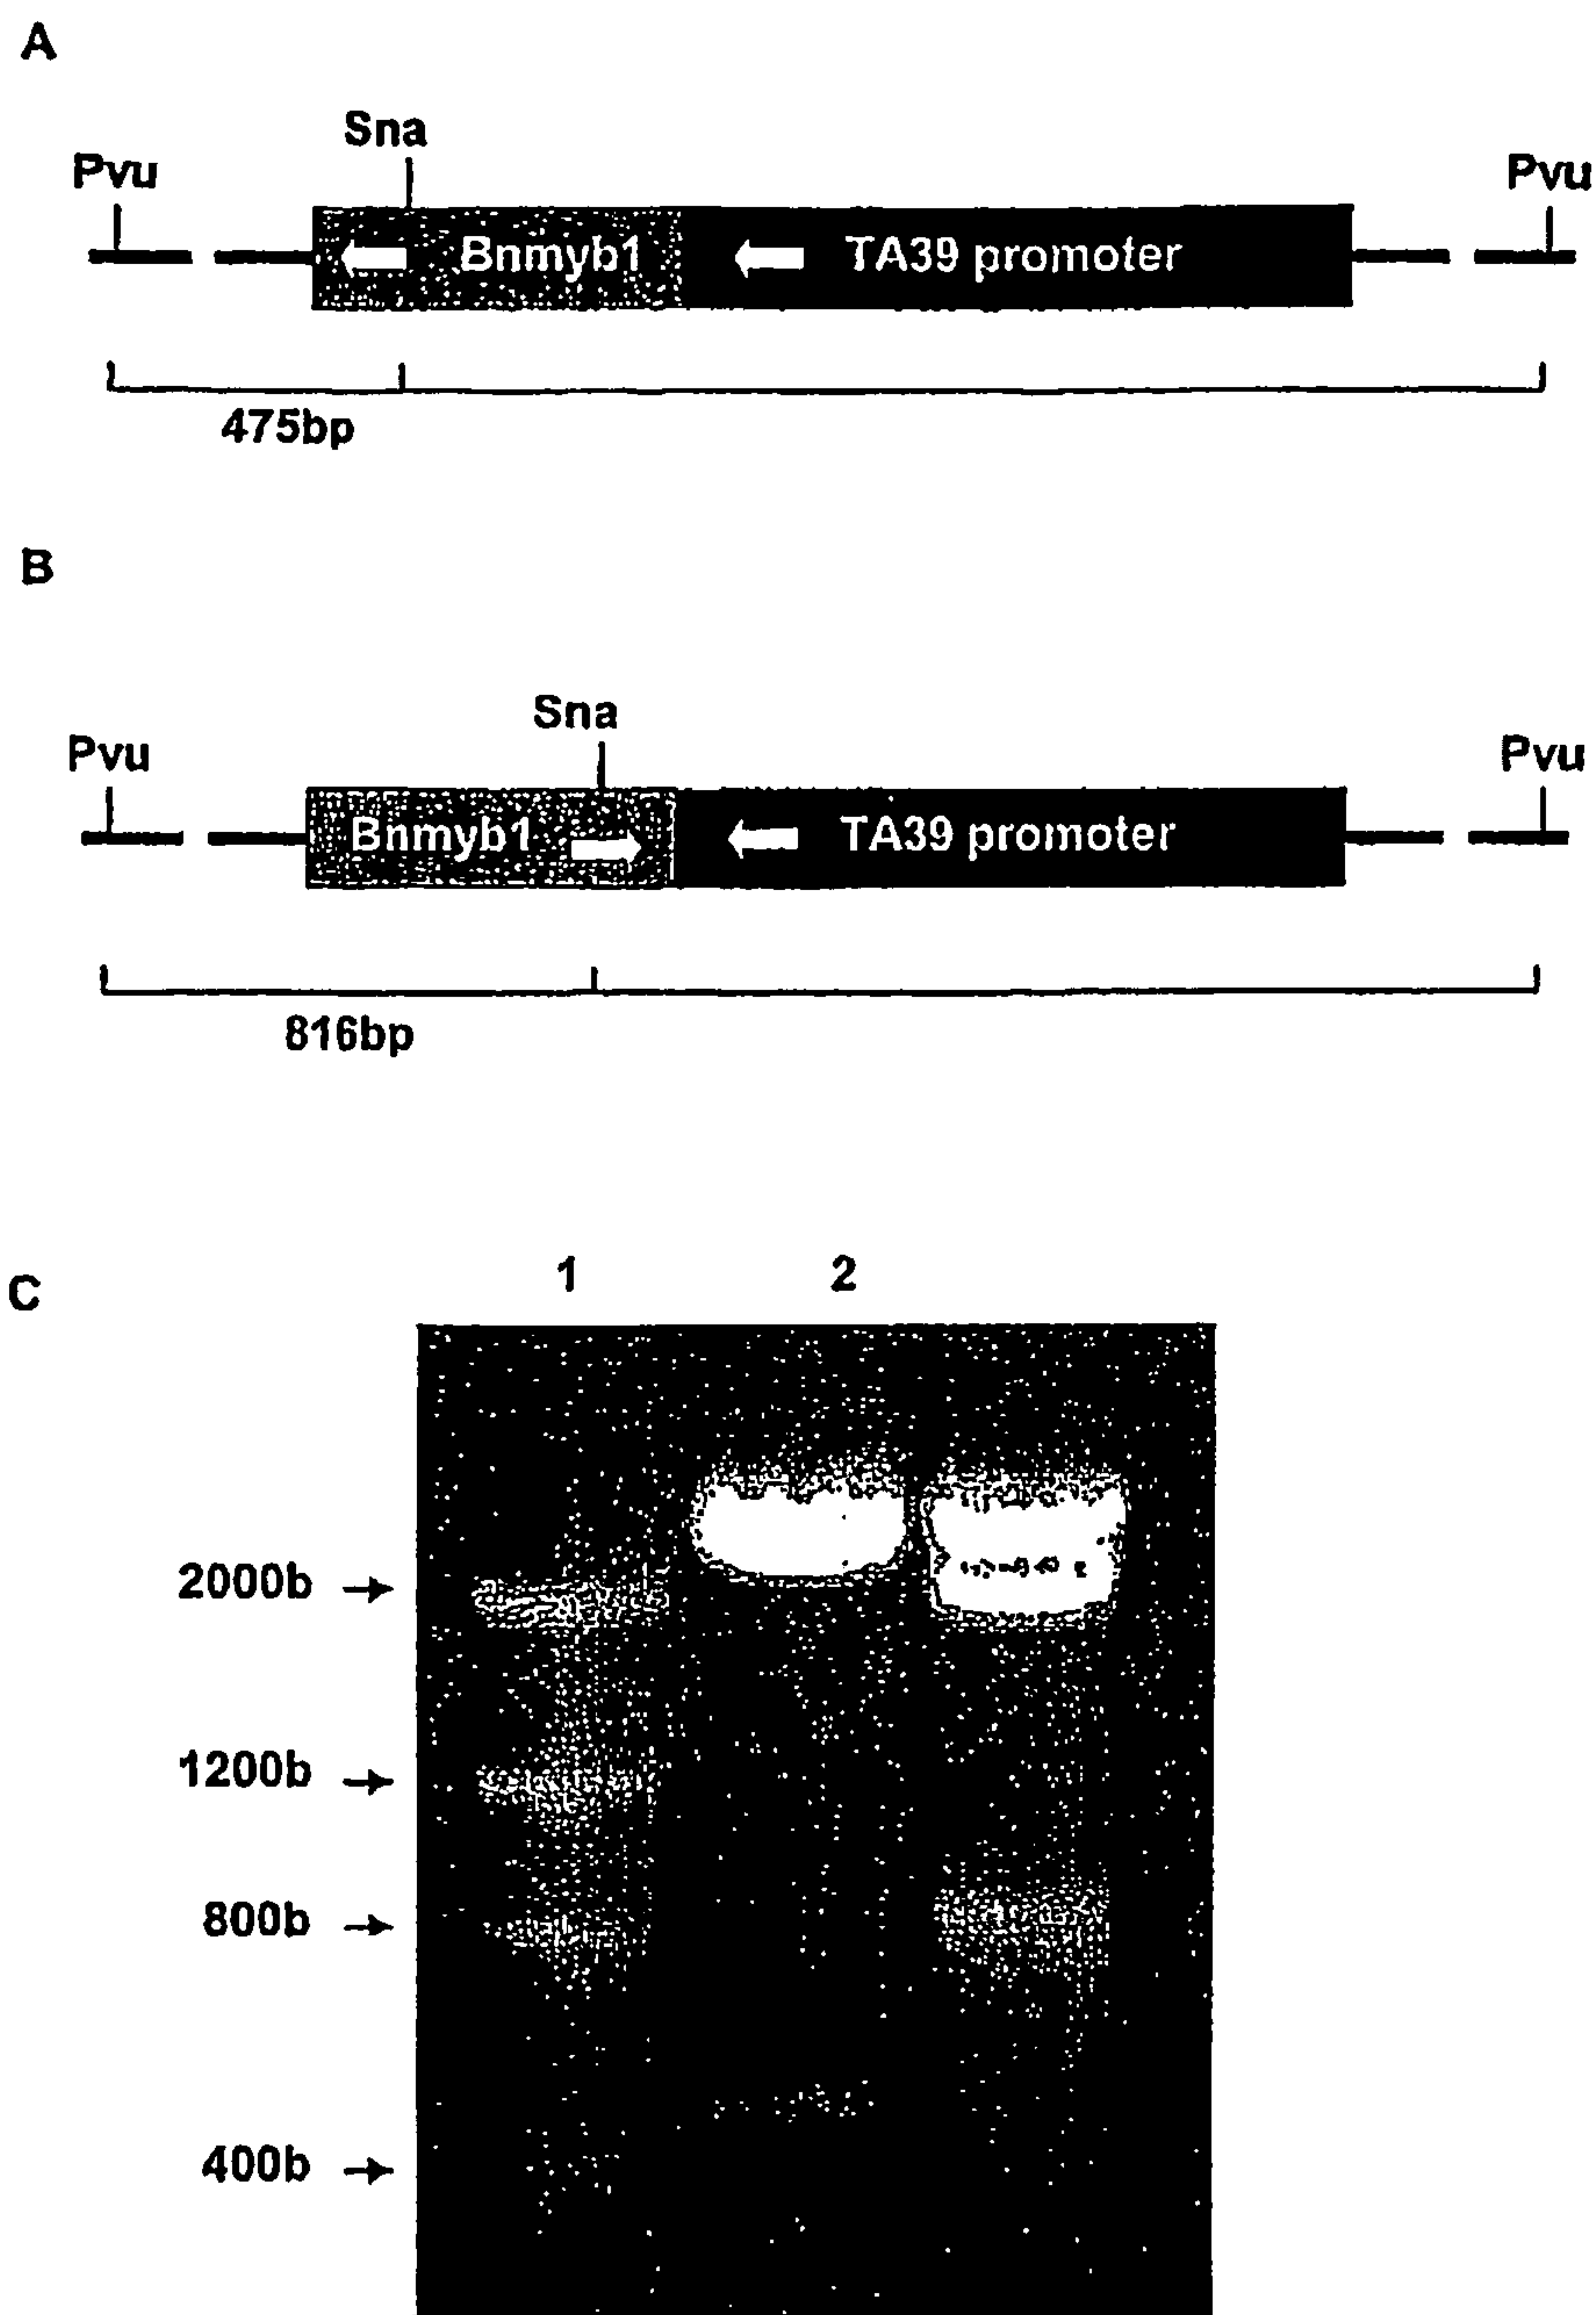 A
Sna
Pvu Pvu
Bnmyb1 TA39 promoter
475bp
B
Sna
Pvu Pvu
Bnmyb1 TA39 promoter
816bp
C
1 2
2000b
1200b
800b
400b